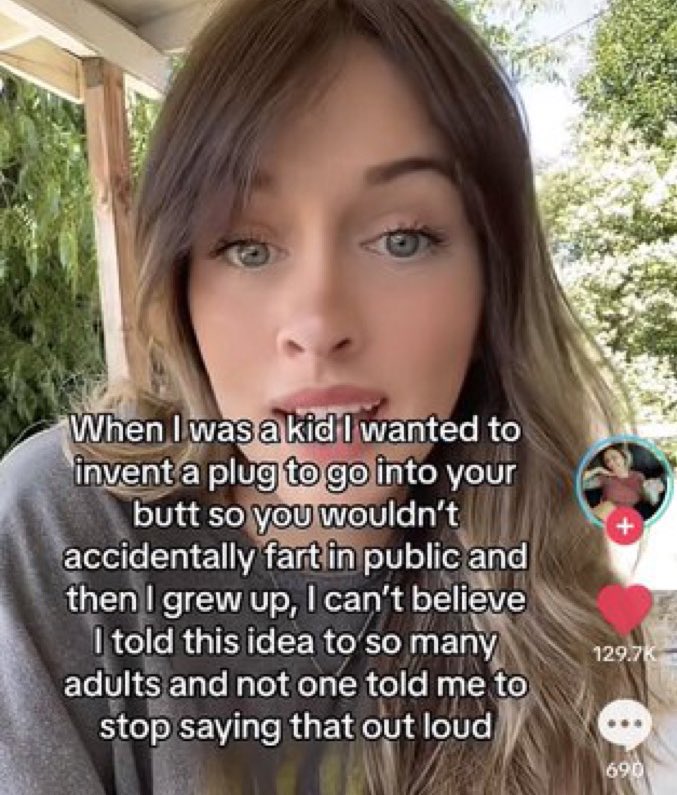 When I was a kid I wanted to
invent a plug to go into your
butt so you wouldn't
accidentally fart in public and
then I grew up, I can't believe
I told this idea to so many
adults and not one told me to
stop saying that out loud
129.7K
690